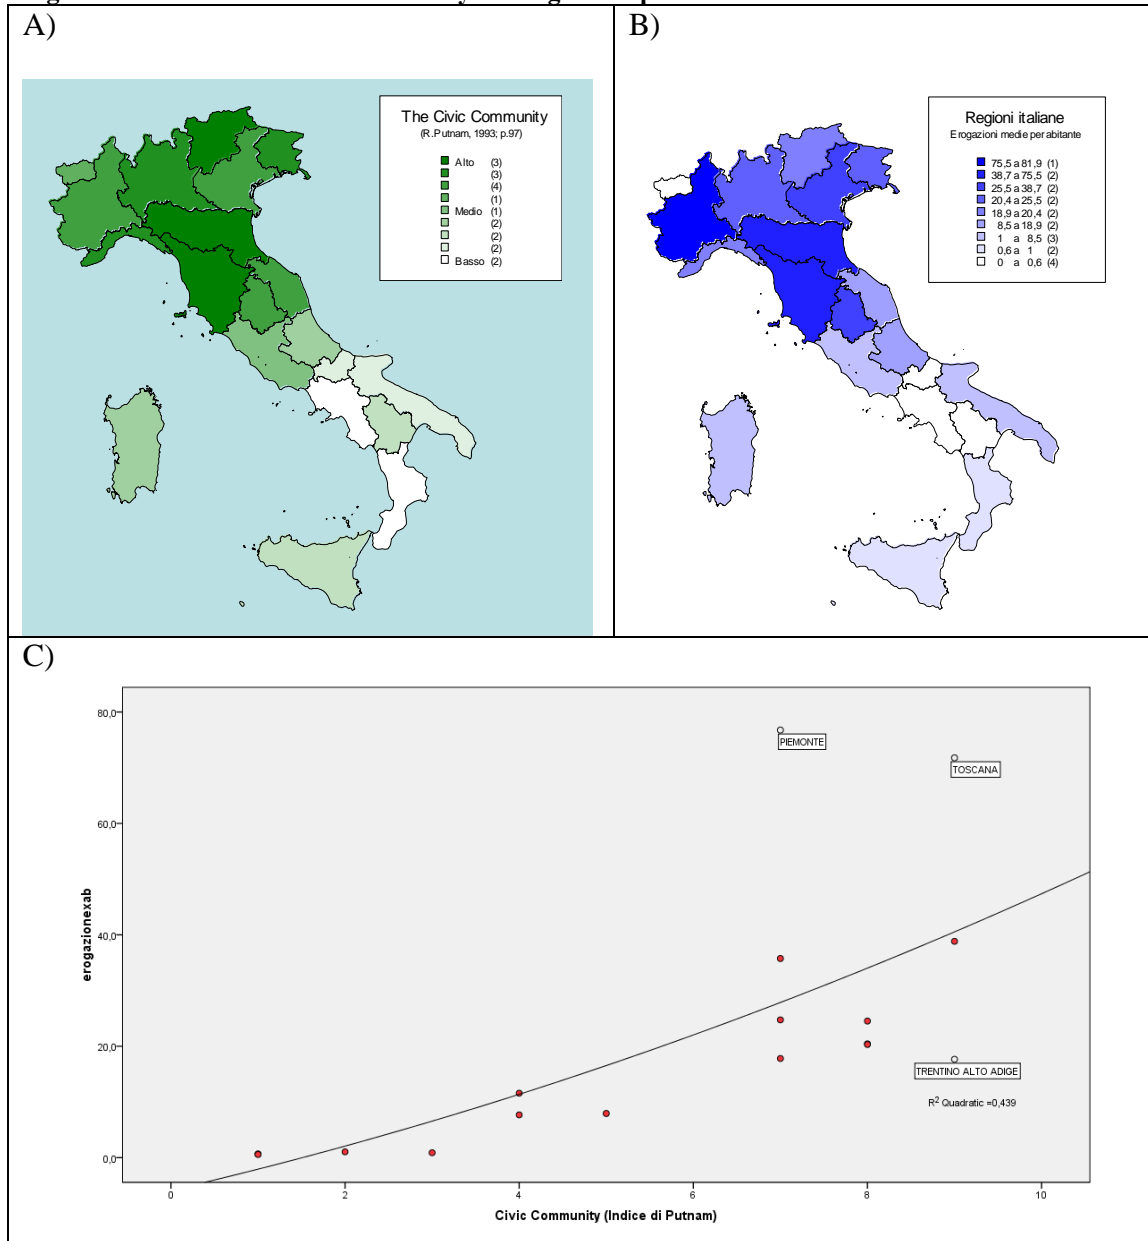 A)
The Civic Community
(R.Putnam, 1993; p.97)
Alto (3)
(3)
(4)
(1)
Medio (1)
(2)
(2)
(2)
Basso (2)
B)
Regioni italiane
Erogazioni medie per abitante
75,5 a 81,9 (1)
38,7 a 75,5 (2)
25,5 a 38,7 (2)
20,4 a 25,5 (2)
18,9 a 20,4 (2)
8,5 a 18,9 (2)
1 a 8,5 (3)
0,6 a 1 (2)
0 a 0,6 (4)
C)
80,0
60,0
40,0
20,0
0,0
erogazionexab
PIEMONTE
TOSCANA
TRENTINO ALTO ADIGE
R2 Quadratic =0,439
0 2 4 6 8 10
Civic Community (Indice di Putnam)